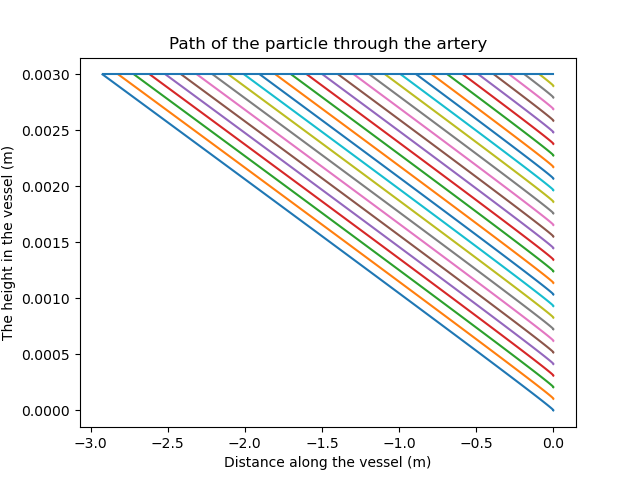 Path of the particle through the artery
0.0030
0.0025
0.0020
0.0015
0.0010
0.0005
0.0000
The height in the vessel (m)
−3.0 −2.5 −2.0 −1.5 −1.0 −0.5 0.0
Distance along the vessel (m)